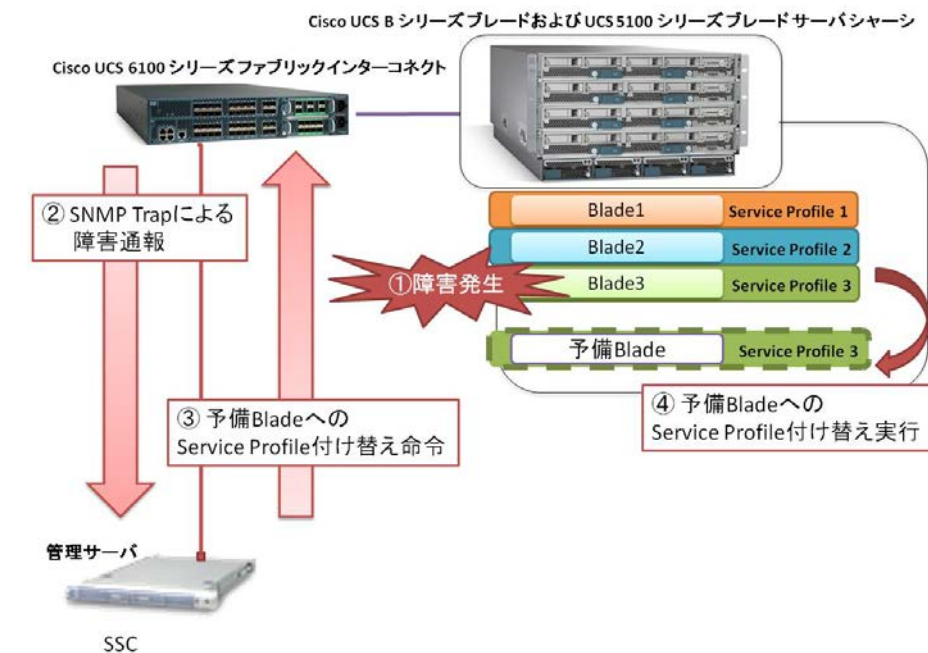 Cisco UCS B シリーズブレードおよび UCS 5100 シリーズブレード サーバ シャーシ
Cisco UCS 6100 シリーズ ファブリックインターコネクト
② SNMP Trapによる
障害通報
Blade1 Service Profile 1
Blade2 Service Profile 2
①障害発生
Blade3 Service Profile 3
予備Blade Service Profile 3
③ 予備Bladeへの
Service Profile付け替え命令
④ 予備Bladeへの
Service Profile付け替え実行
管理サーバ
SSC